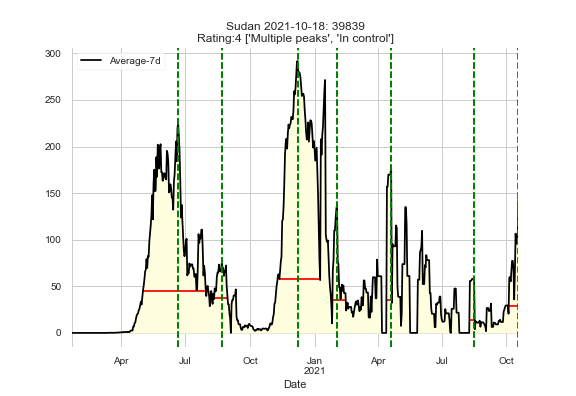 Sudan 2021-10-18: 39839
Rating:4 ['Multiple peaks', 'In control']
Average-7d
300
250
200
150
100
50
0
Apr
Jul
Oct
Jan
2021
Apr
Jul
Oct
Date